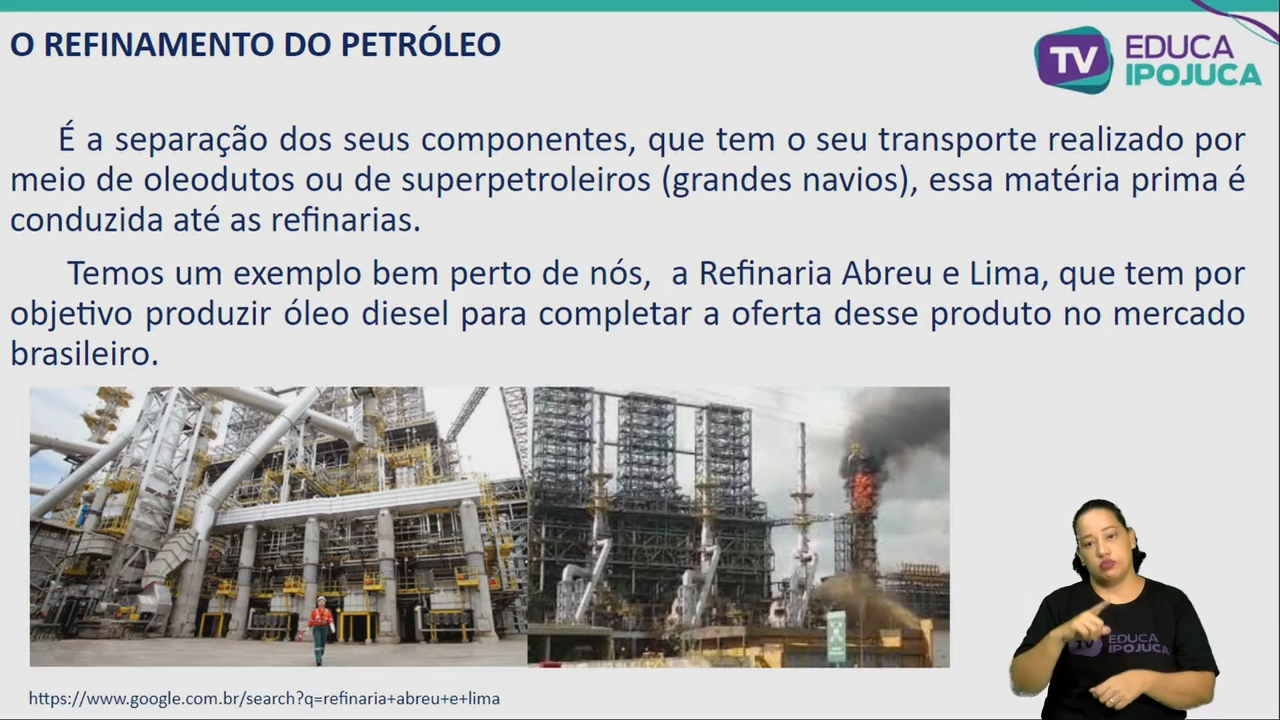 O REFINAMENTO DO PETRÓLEO
TV EDUCA
IPOJUCA
É a separação dos seus componentes, que tem o seu transporte realizado por
meio de oleodutos ou de superpetroleiros (grandes navios), essa matéria prima é
conduzida até as refinarias.
Temos um exemplo bem perto de nós, a Refinaria Abreu e Lima, que tem por
objetivo produzir óleo diesel para completar a oferta desse produto no mercado
brasileiro.
TV EDUCA
IPOJUCA
https://www.google.com.br/search?q=refinaria+abreu+e+lima